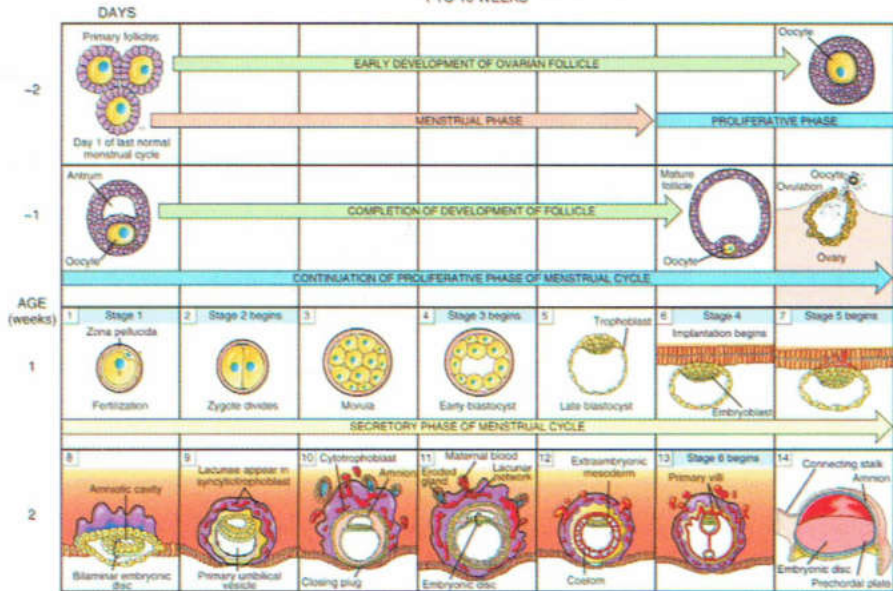 DAYS
Primary follicles
EARLY DEVELOPMENT OF OVARIAN FOLLICLE
Oocyte
-2
MENSTRUAL PHASE
PROLIFERATIVE PHASE
Day 1 of last normal
menstrual cycle
Antrum
Mature
follicle
Oocyte
Ovulation
-1
COMPLETION OF DEVELOPMENT OF FOLLICLE
Oocyte
Oocyte
Ovary
CONTINUATION OF PROLIFERATIVE PHASE OF MENSTRUAL CYCLE
AGE
(weeks)
1 Stage 1
2 Stage 2 begins
3
4 Stage 3 begins
5
6 Stage 4
7 Stage 5 begins
Zona pellucida
Trophoblast
Implantation begins
1
Fertilization
Zygote divides
Morula
Early blastocyst
Late blastocyst
Embryoblast
SECRETORY PHASE OF MENSTRUAL CYCLE
8
9
10
11
12
13 Stage 6 begins
14
Amniotic cavity
Lacunae appear in
syncytiotrophoblast
Cytotrophoblast
Amnion
Eroded
gland
Maternal blood
Lacunar
network
Extraembryonic
mesoderm
Primary villi
Connecting stalk
Amnion
2
Bilaminar embryonic
disc
Primary umbilical
vesicle
Closing plug
Embryonic disc
Coelom
Embryonic disc
Prechordal plate